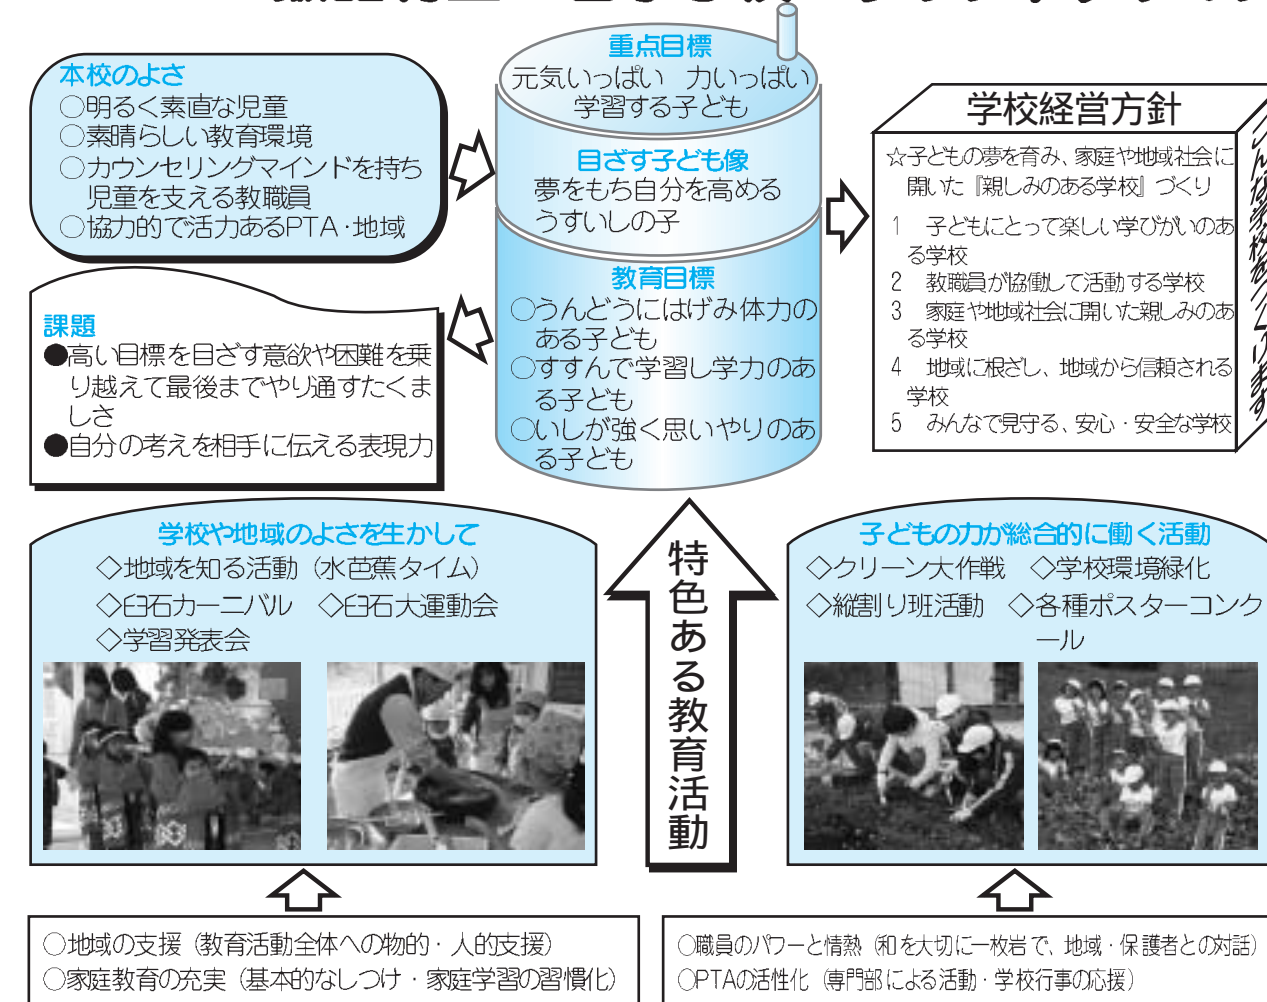 本校のよさ
○明るく素直な児童
○素晴らしい教育環境
○カウンセリングマインドを持ち
児童を支える教職員
○協力的で活力あるPTA・地域
課題
●高い目標を目ざす意欲や困難を乗
り越えて最後までやり通すたくま
しさ
●自分の考えを相手に伝える表現力
重点目標
元気いっぱい　力いっぱい
学習する子ども
目ざす子ども像
夢をもち自分を高める
うすいしの子
教育目標
○うんどうにはげみ体力の
ある子ども
○すすんで学習し学力のあ
る子ども
○いしが強く思いやりのあ
る子ども
学校経営方針
☆子どもの夢を育み、家庭や地域社会に
開いた『親しみのある学校』づくり
1　子どもにとって楽しい学びがいのあ
る学校
2　教職員が協働して活動する学校
3　家庭や地域社会に開いた親しみのあ
る学校
4　地域に根ざし、地域から信頼される
学校
5　みんなで見守る、安心・安全な学校
こんな学校をつくります
学校や地域のよさを生かして
◇地域を知る活動（水芭蕉タイム）
◇臼石カーニバル　◇臼石大運動会
◇学習発表会
特色ある教育活動
子どもの力が総合的に働く活動
◇クリーン大作戦　◇学校環境緑化
◇縦割り班活動　◇各種ポスターコンク
ール
○地域の支援（教育活動全体への物的・人的支援）
○家庭教育の充実（基本的なしつけ・家庭学習の習慣化）
○職員のパワーと情熱（和を大切に一枚岩で、地域・保護者との対話）
○PTAの活性化（専門部による活動・学校行事の応援）